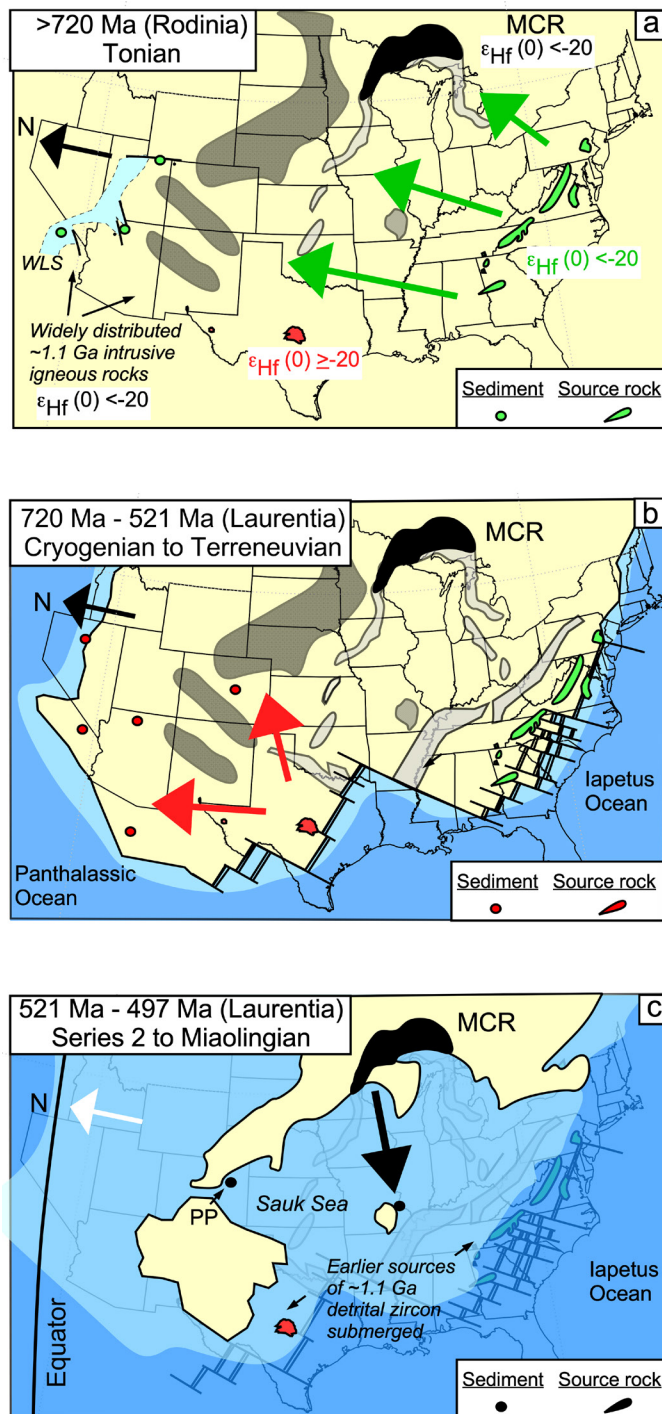 >720 Ma (Rodinia)
Tonian
MCR
εHf (0) <-20
a
N
WLS
Widely distributed
~1.1 Ga intrusive
igneous rocks
εHf (0) <-20
εHf (0) ≥-20
εHf (0) <-20
Sediment Source rock
720 Ma - 521 Ma (Laurentia)
Cryogenian to Terreneuvian
MCR
b
N
Iapetus
Ocean
Panthalassic
Ocean
Sediment Source rock
521 Ma - 497 Ma (Laurentia)
Series 2 to Miaolingian
MCR
c
N
PP
Sauk Sea
Earlier sources
of ~1.1 Ga
detrital zircon
submerged
Iapetus
Ocean
Equator
Sediment Source rock